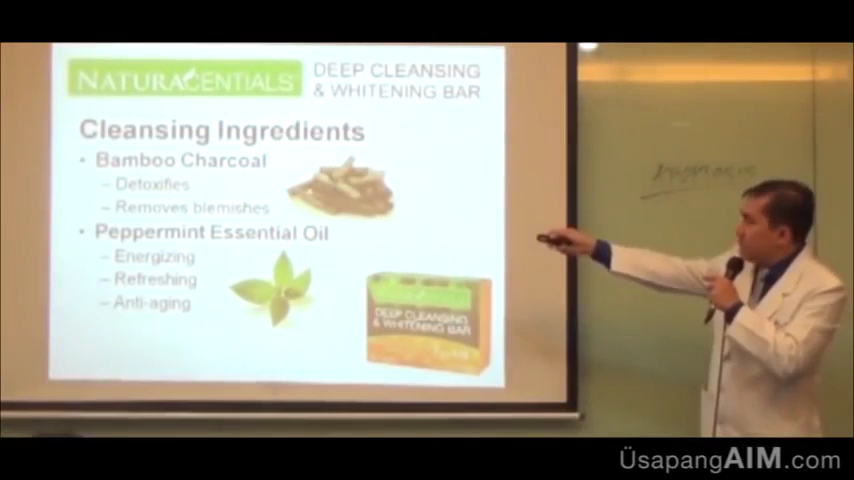 NATURACENTIALS
DEEP CLEANSING
& WHITENING BAR
Cleansing Ingredients
• Bamboo Charcoal
– Detoxifies
– Removes blemishes
• Peppermint Essential Oil
– Energizing
– Refreshing
– Anti-aging
DEEP CLEANSING
& WHITENING BAR
ÜsapangAIM.com